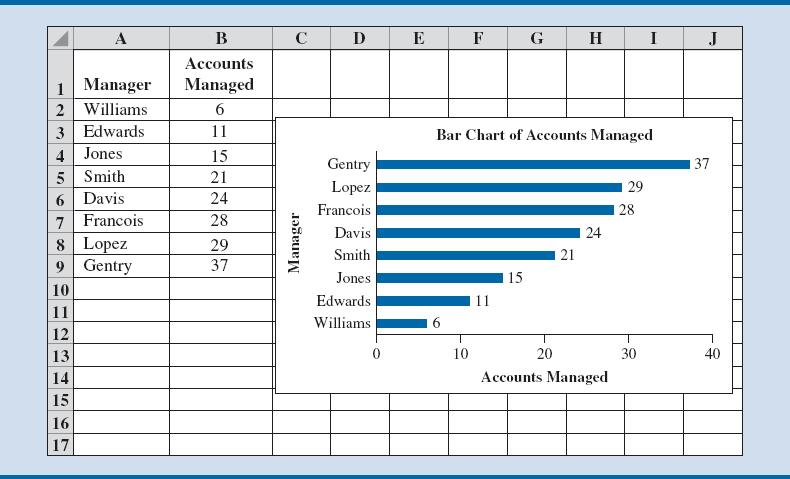 A B C D E F G H I J
1 Manager Accounts Managed
2 Williams 6
3 Edwards 11
4 Jones 15
5 Smith 21
6 Davis 24
7 Francois 28
8 Lopez 29
9 Gentry 37
10
11
12
13
14
15
16
17
Bar Chart of Accounts Managed
Manager
Gentry 37
Lopez 29
Francois 28
Davis 24
Smith 21
Jones 15
Edwards 11
Williams 6
0 10 20 30 40
Accounts Managed